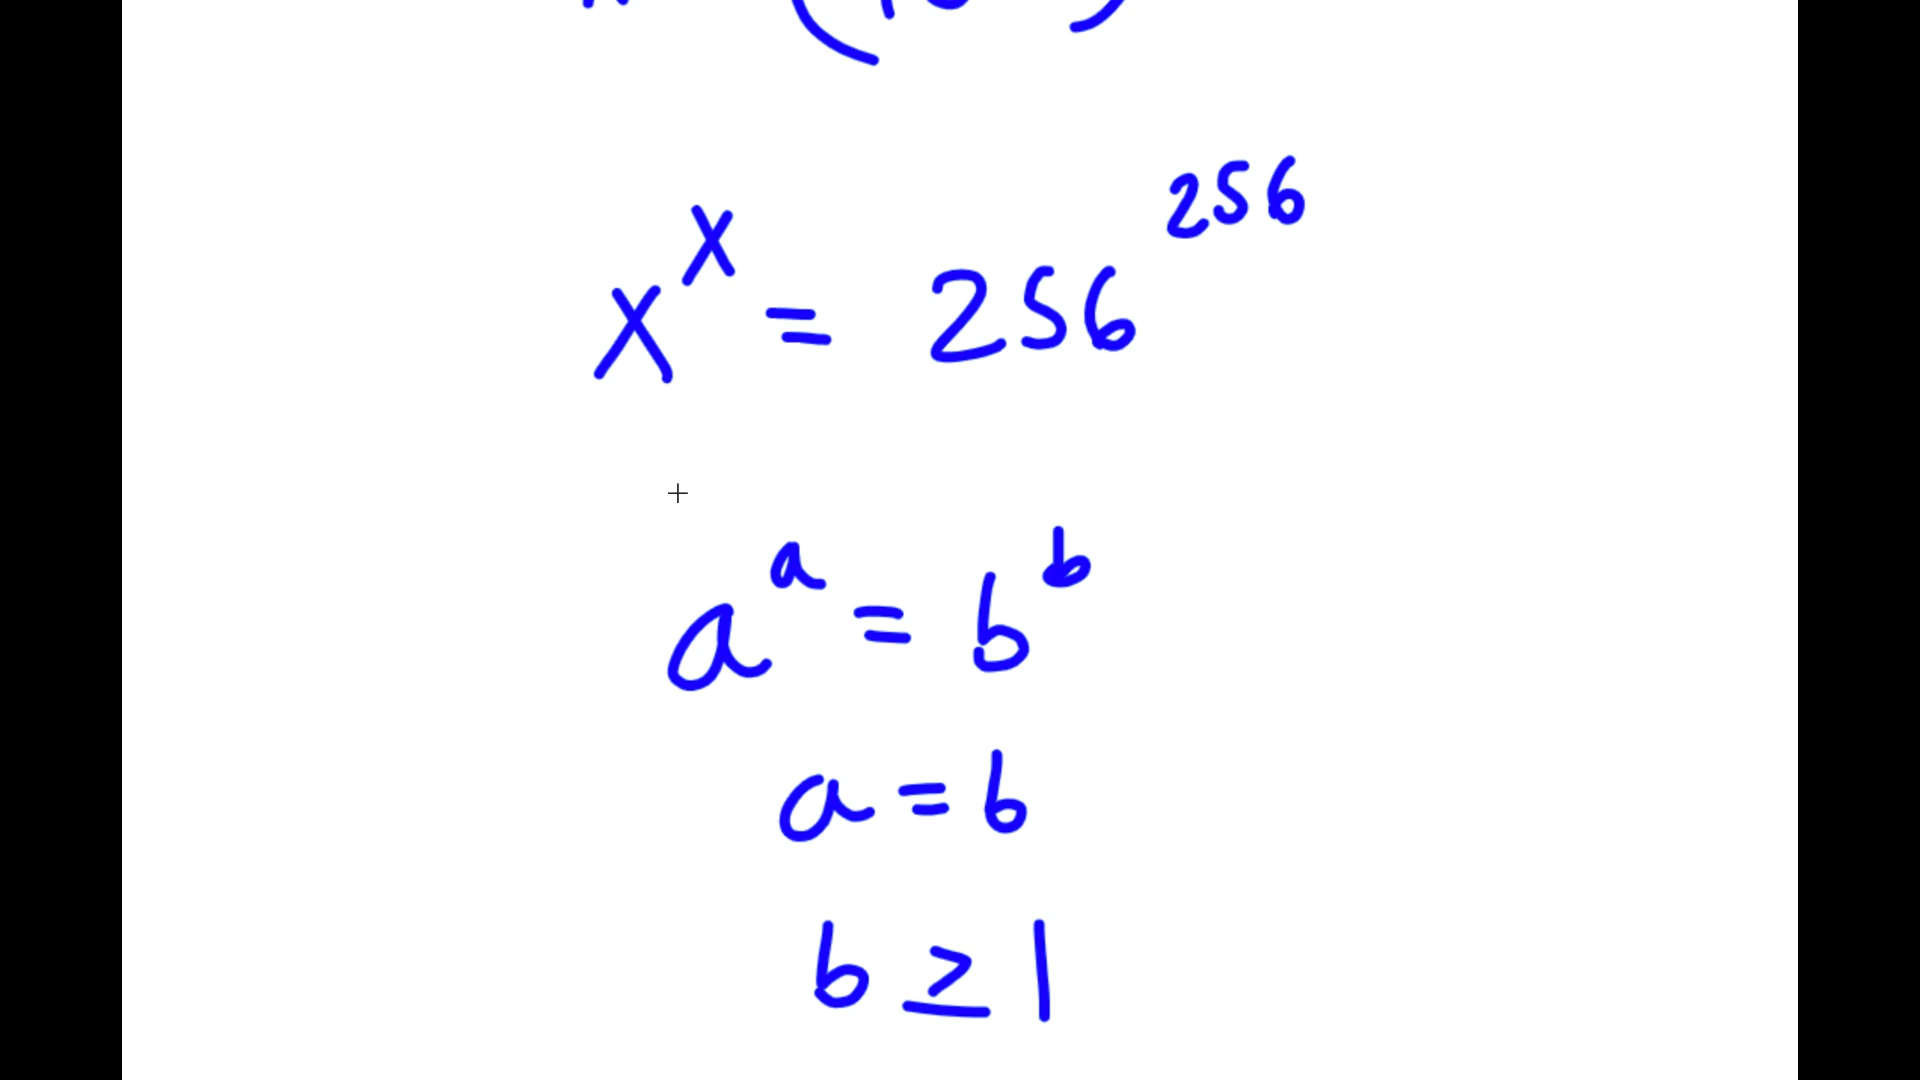 x^x = 256^256
a^a = b^b
a = b
b ≥ 1